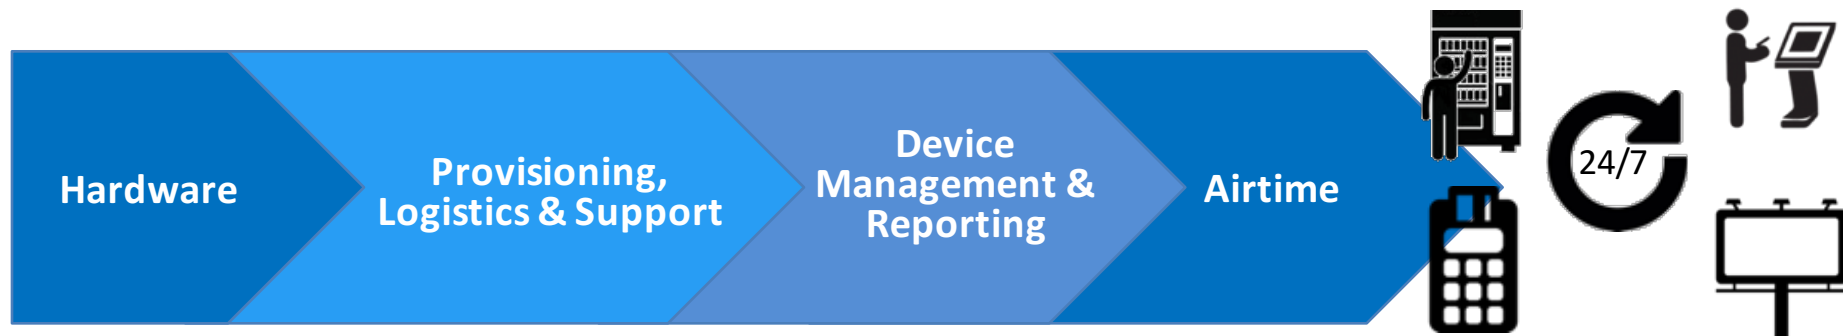 Hardware
Provisioning,
Logistics & Support
Device
Management &
Reporting
Airtime
24/7